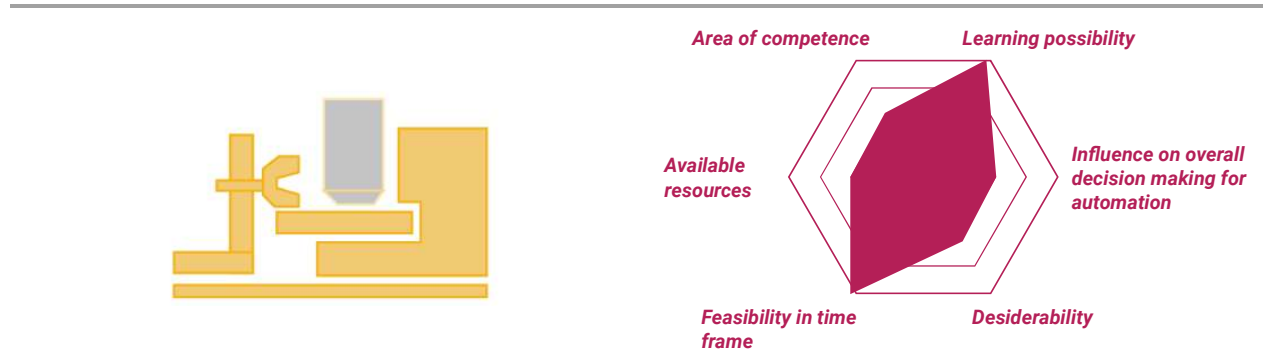 Area of competence
Learning possibility
Available
resources
Influence on overall
decision making for
automation
Feasibility in time
frame
Desiderability